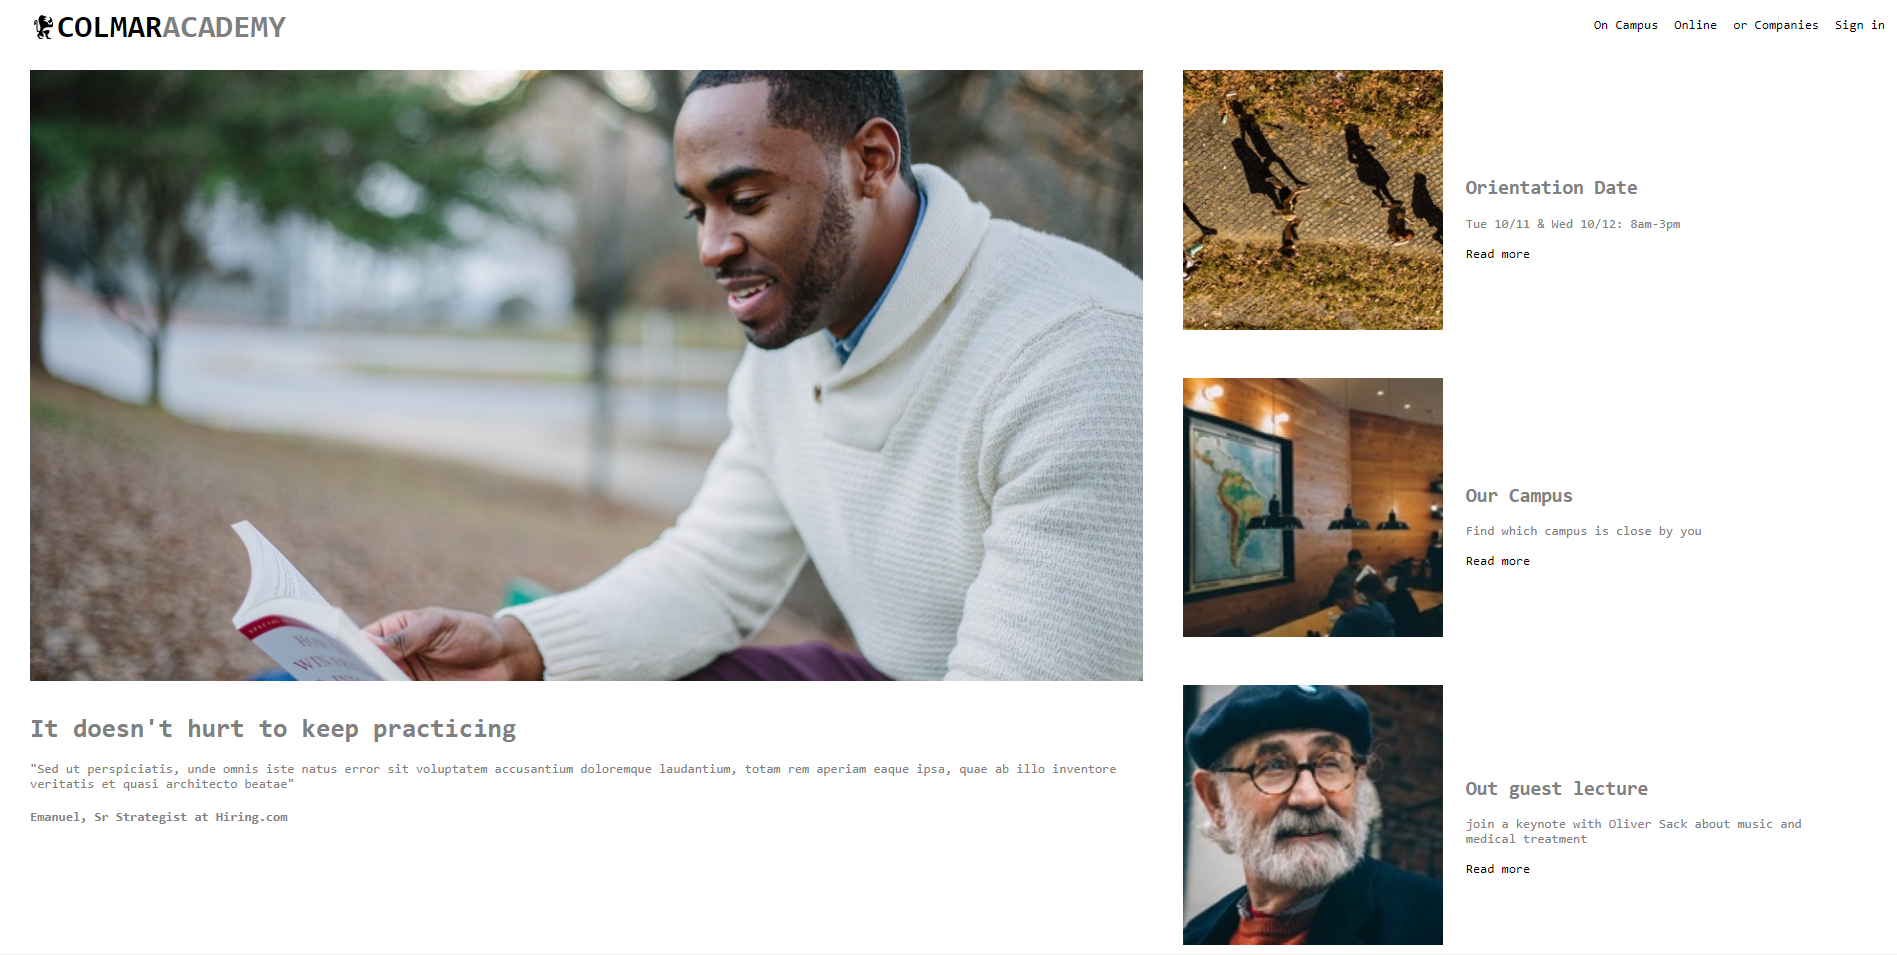 COLMARACADEMY
On Campus Online or Companies Sign in
It doesn't hurt to keep practicing
"Sed ut perspiciatis, unde omnis iste natus error sit voluptatem accusantium doloremque laudantium, totam rem aperiam eaque ipsa, quae ab illo inventore
veritatis et quasi architecto beatae"
Emanuel, Sr Strategist at Hiring.com
Orientation Date
Tue 10/11 & Wed 10/12: 8am-3pm
Read more
Our Campus
Find which campus is close by you
Read more
Out guest lecture
join a keynote with Oliver Sack about music and
medical treatment
Read more